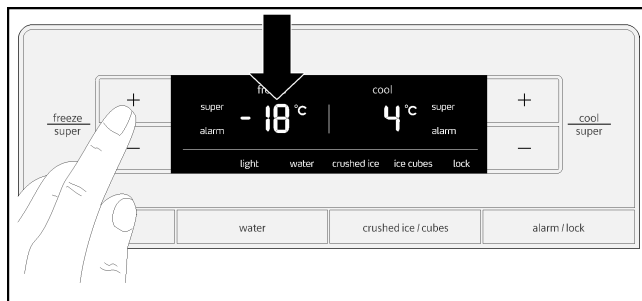 fre cool
super -18 °C 4 °C super
alarm alarm
light water crushed ice ice cubes lock
+ +
- -
freeze
super
cool
super
water crushed ice / cubes alarm / lock